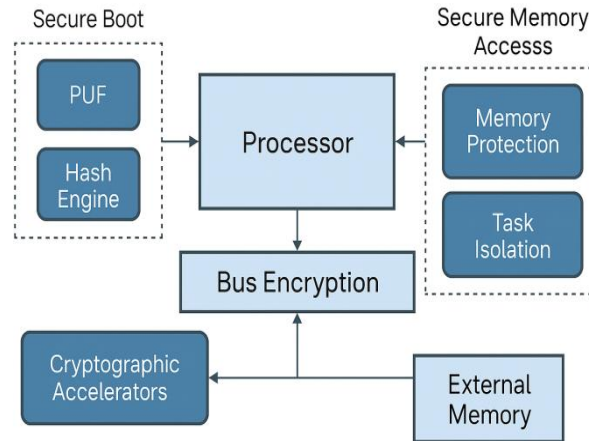 Secure Boot
PUF
Hash
Engine
Processor
Secure Memory
Accesss
Memory
Protection
Task
Isolation
Bus Encryption
Cryptographic
Accelerators
External
Memory